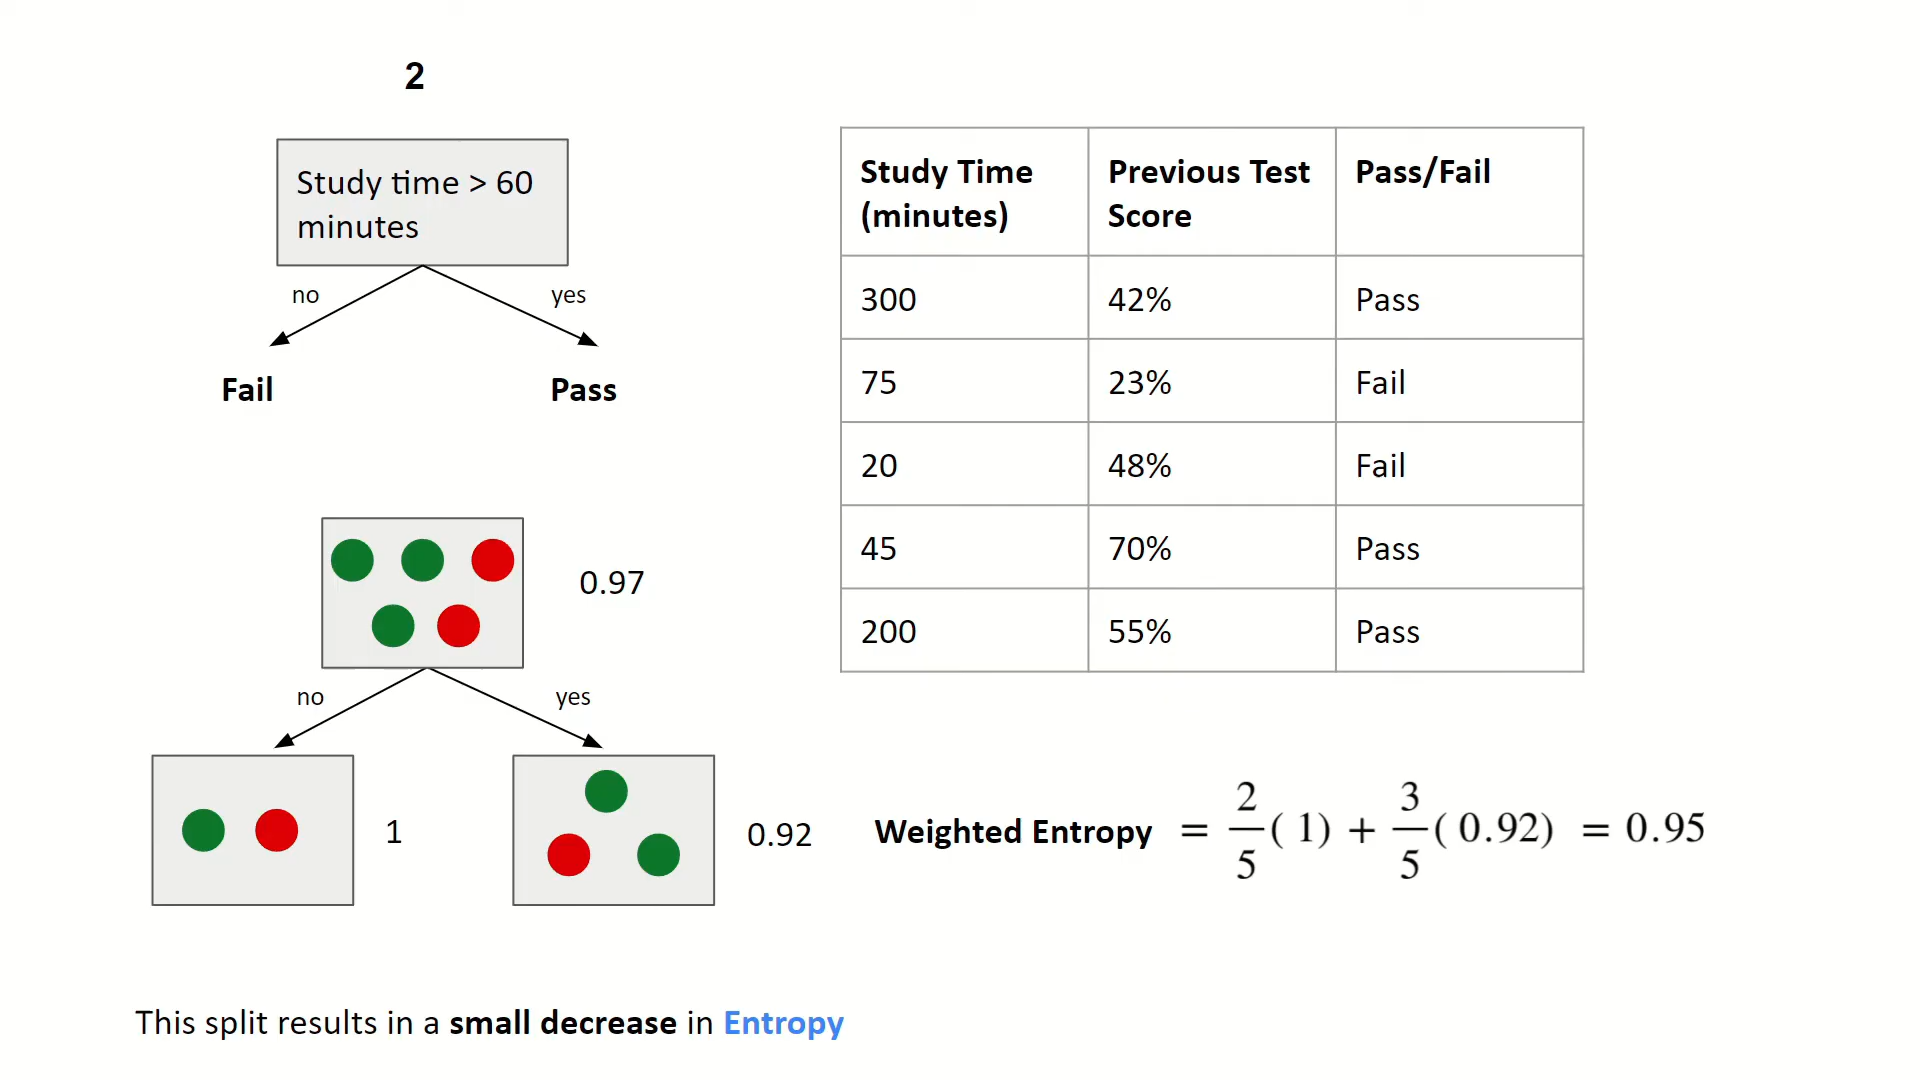 2
Study time > 60
minutes
no
yes
Fail
Pass
0.97
no
yes
1
0.92
Study Time (minutes) Previous Test Score Pass/Fail
300 42% Pass
75 23% Fail
20 48% Fail
45 70% Pass
200 55% Pass
Weighted Entropy = 2/5( 1) + 3/5( 0.92) = 0.95
This split results in a small decrease in Entropy